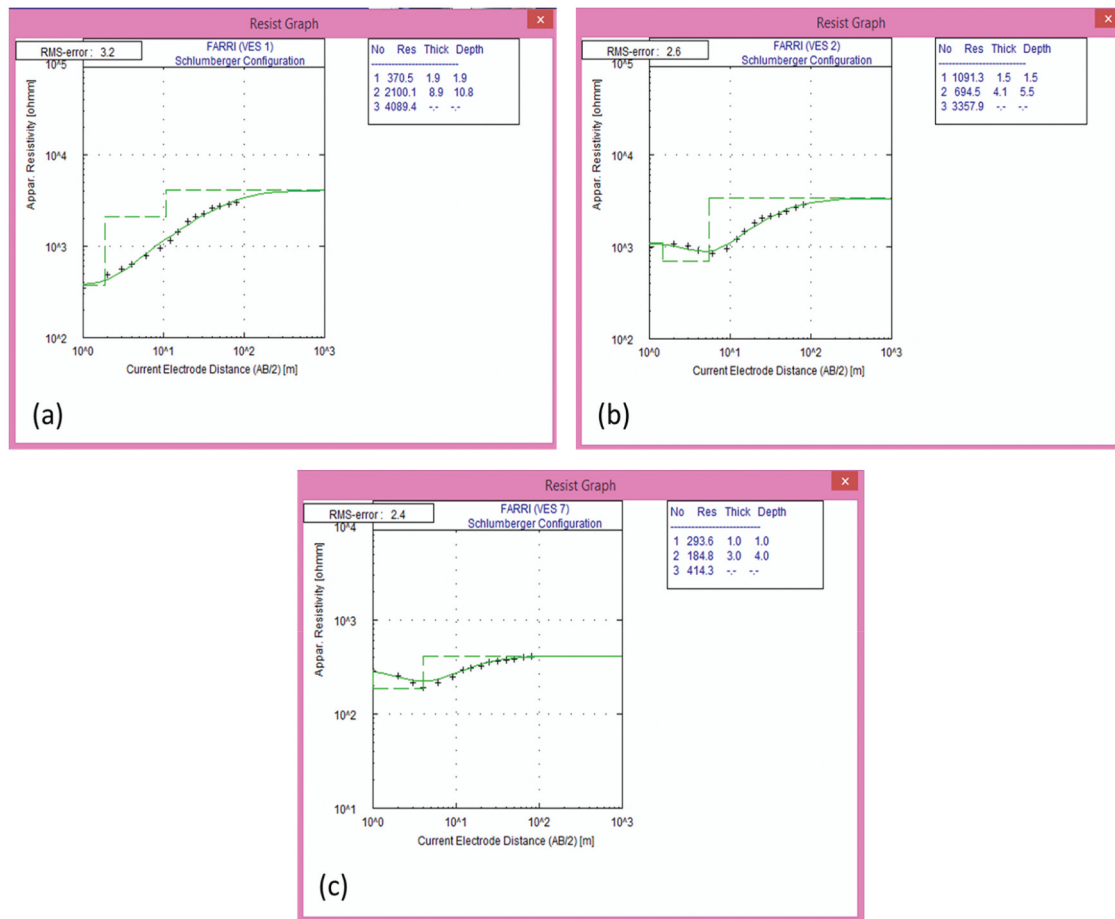 Resist Graph ×
RMS-error : 3.2
FARRI (VES 1)
Schlumberger Configuration
No Res Thick Depth
1 370.5 1.9 1.9
2 2100.1 8.9 10.8
3 4089.4 -.- -.-
Appar. Resistivity [ohmm]
10^5
10^4
10^3
10^2
10^0 10^1 10^2 10^3
Current Electrode Distance (AB/2) [m]
(a)
Resist Graph ×
RMS-error : 2.6
FARRI (VES 2)
Schlumberger Configuration
No Res Thick Depth
1 1091.3 1.5 1.5
2 694.5 4.1 5.5
3 3357.9 -.- -.-
Appar. Resistivity [ohmm]
10^5
10^4
10^3
10^2
10^0 10^1 10^2 10^3
Current Electrode Distance (AB/2) [m]
(b)
Resist Graph ×
RMS-error : 2.4
FARRI (VES 7)
Schlumberger Configuration
No Res Thick Depth
1 293.6 1.0 1.0
2 184.8 3.0 4.0
3 414.3 -.- -.-
Appar. Resistivity [ohmm]
10^4
10^3
10^2
10^1
10^0 10^1 10^2 10^3
Current Electrode Distance (AB/2) [m]
(c)